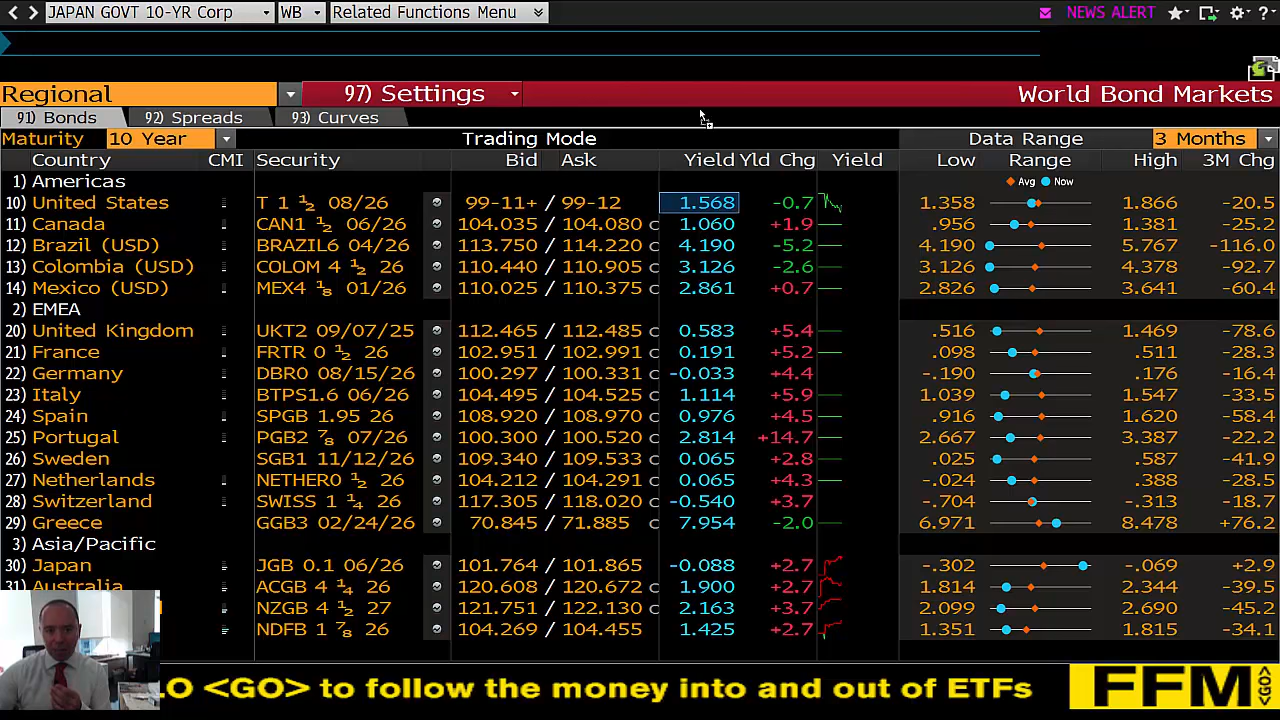 JAPAN GOVT 10-YR Corp WB Related Functions Menu NEWS ALERT ?
Regional 97) Settings World Bond Markets
91) Bonds 92) Spreads 93) Curves
Maturity 10 Year Trading Mode Data Range 3 Months
Country CMI Security Bid Ask Yield Yld Chg Yield Low Range High 3M Chg
1) Americas Avg Now
10) United States T 1 ½ 08/26 99-11+ / 99-12 1.568 -0.7 1.358 1.866 -20.5
11) Canada CAN1 ½ 06/26 104.035 / 104.080 1.060 +1.9 .956 1.381 -25.2
12) Brazil (USD) BRAZIL6 04/26 113.750 / 114.220 4.190 -5.2 4.190 5.767 -116.0
13) Colombia (USD) COLOM 4 ½ 26 110.440 / 110.905 3.126 -2.6 3.126 4.378 -92.7
14) Mexico (USD) MEX4 ⅛ 01/26 110.025 / 110.375 2.861 +0.7 2.826 3.641 -60.4
2) EMEA
20) United Kingdom UKT2 09/07/25 112.465 / 112.485 0.583 +5.4 .516 1.469 -78.6
21) France FRTR 0 ½ 26 102.951 / 102.991 0.191 +5.2 .098 .511 -28.3
22) Germany DBR0 08/15/26 100.297 / 100.331 -0.033 +4.4 -.190 .176 -16.4
23) Italy BTPS1.6 06/26 104.495 / 104.525 1.114 +5.9 1.039 1.547 -33.5
24) Spain SPGB 1.95 26 108.920 / 108.970 0.976 +4.5 .916 1.620 -58.4
25) Portugal PGB2 ⅞ 07/26 100.300 / 100.520 2.814 +14.7 2.667 3.387 -22.2
26) Sweden SGB1 11/12/26 109.340 / 109.533 0.065 +2.8 .025 .587 -41.9
27) Netherlands NETHER0 ½ 26 104.212 / 104.291 0.065 +4.3 -.024 .388 -28.5
28) Switzerland SWISS 1 ¼ 26 117.305 / 118.020 -0.540 +3.7 -.704 -.313 -18.7
29) Greece GGB3 02/24/26 70.845 / 71.885 7.954 -2.0 6.971 8.478 +76.2
3) Asia/Pacific
30) Japan JGB 0.1 06/26 101.764 / 101.865 -0.088 +2.7 -.302 -.069 +2.9
31) Australia ACGB 4 ¼ 26 120.608 / 120.672 1.900 +2.7 1.814 2.344 -39.5
NZGB 4 ½ 27 121.751 / 122.130 2.163 +3.7 2.099 2.690 -45.2
NDFB 1 ⅞ 26 104.269 / 104.455 1.425 +2.7 1.351 1.815 -34.1
LO <GO> to follow the money into and out of ETFs FFM <GO>